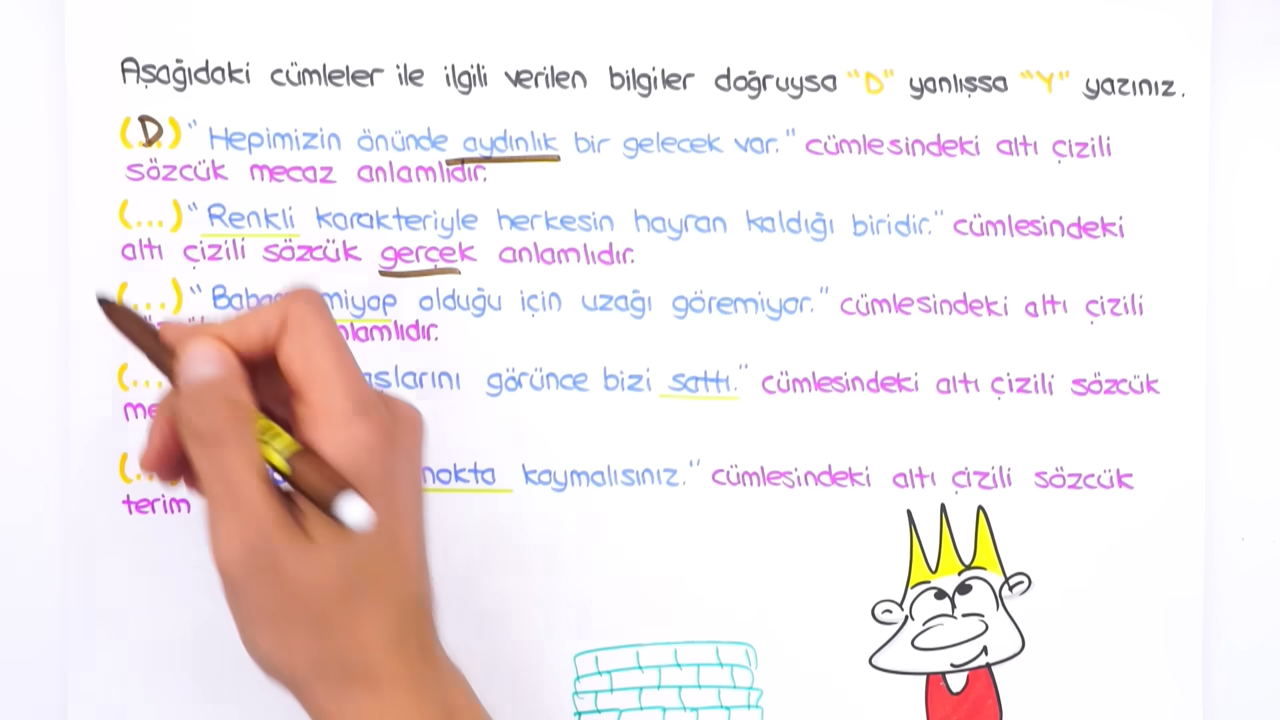 Aşağıdaki cümleler ile ilgili verilen bilgiler doğruysa "D" yanlışsa "Y" yazınız.
(D) "Hepimizin önünde aydınlık bir gelecek var." cümlesindeki altı çizili
sözcük mecaz anlamlıdır.
(...) "Renkli karakteriyle herkesin hayran kaldığı biridir." cümlesindeki
altı çizili sözcük gerçek anlamlıdır.
(...) " miyop olduğu için uzağı göremiyor." cümlesindeki altı çizili
anlamlıdır.
(... görünce bizi sattı." cümlesindeki altı çizili sözcük
(... nokta koymalısınız." cümlesindeki altı çizili sözcük
terim